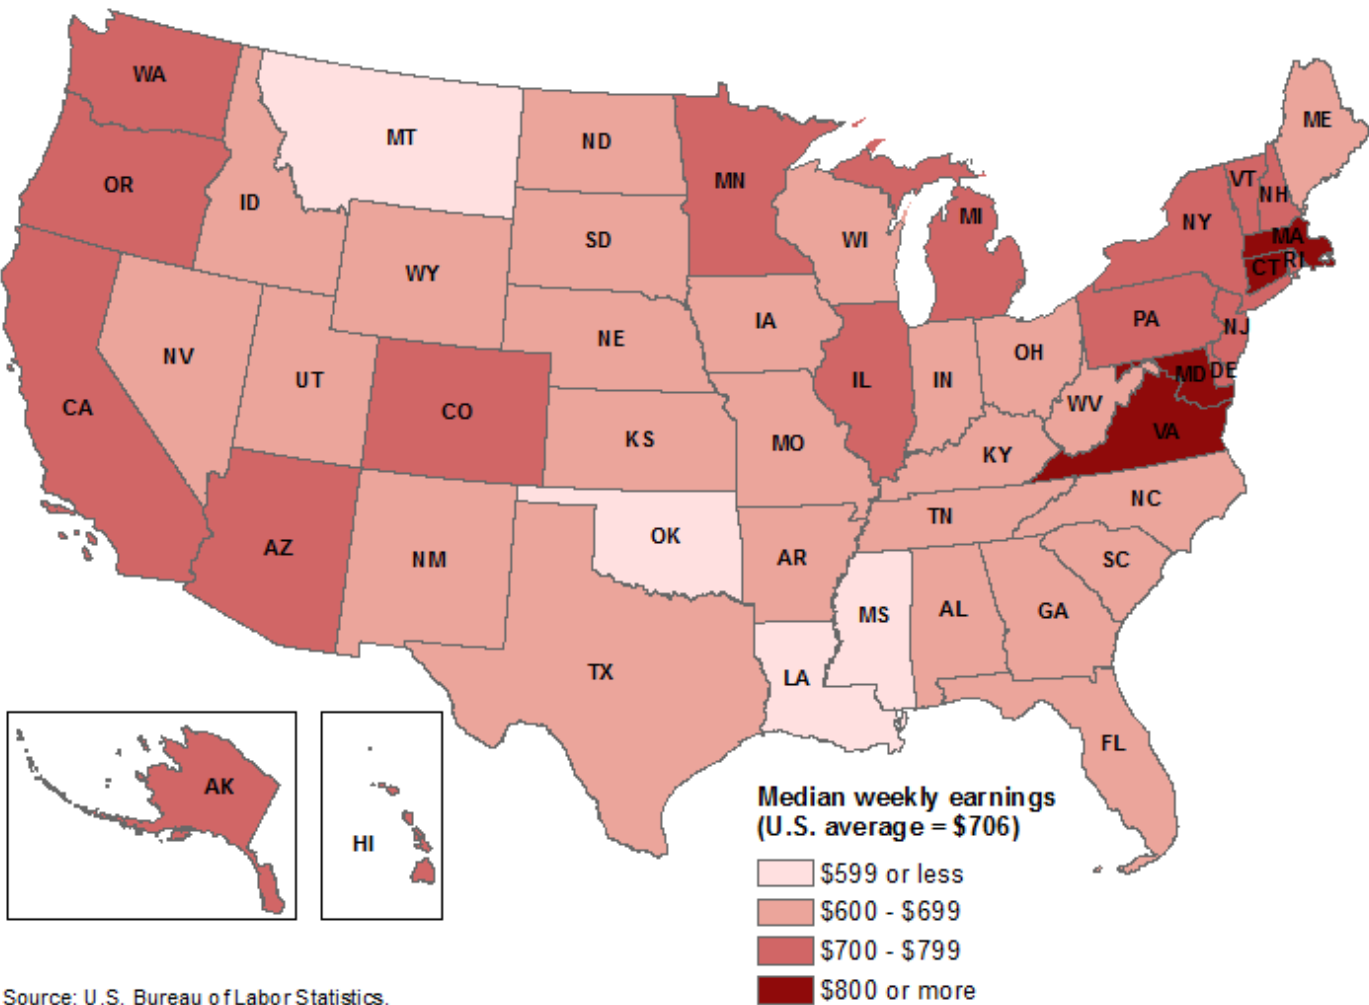 WA
ME
MT
ND
VT
MN
OR
NH
ID
MI
NY
SD
WI
MA
RI
CT
WY
IA
PA
NJ
NE
OH
NV
DE
MD
UT
IL
IN
CA
CO
WV
VA
KS
MO
KY
NC
TN
OK
AZ
NM
AR
SC
MS
AL
GA
TX
LA
FL
AK
HI
Median weekly earnings
(U.S. average = $706)
$599 or less
$600 - $699
$700 - $799
$800 or more
Source: U.S. Bureau of Labor Statistics.